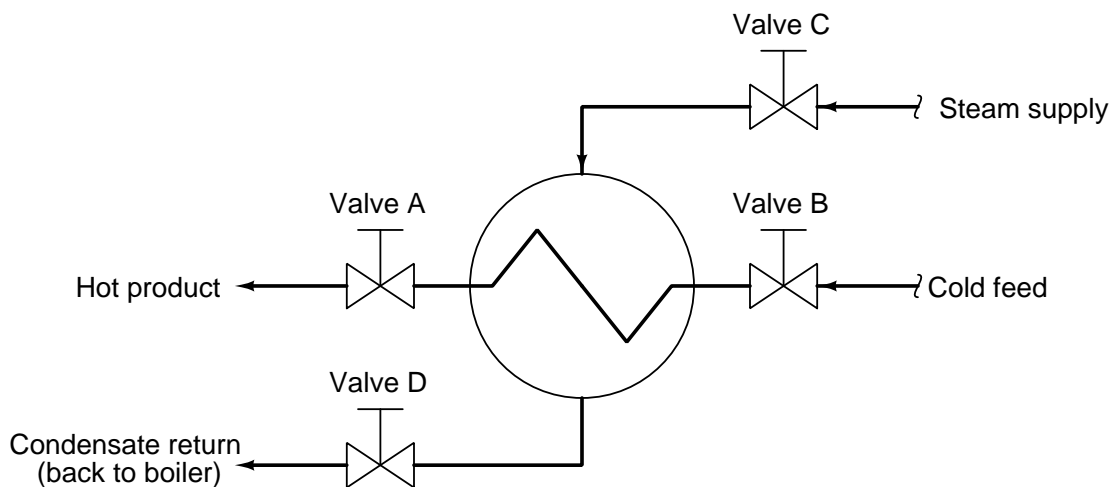 Valve C
Steam supply
Valve A
Valve B
Hot product
Cold feed
Valve D
Condensate return
(back to boiler)